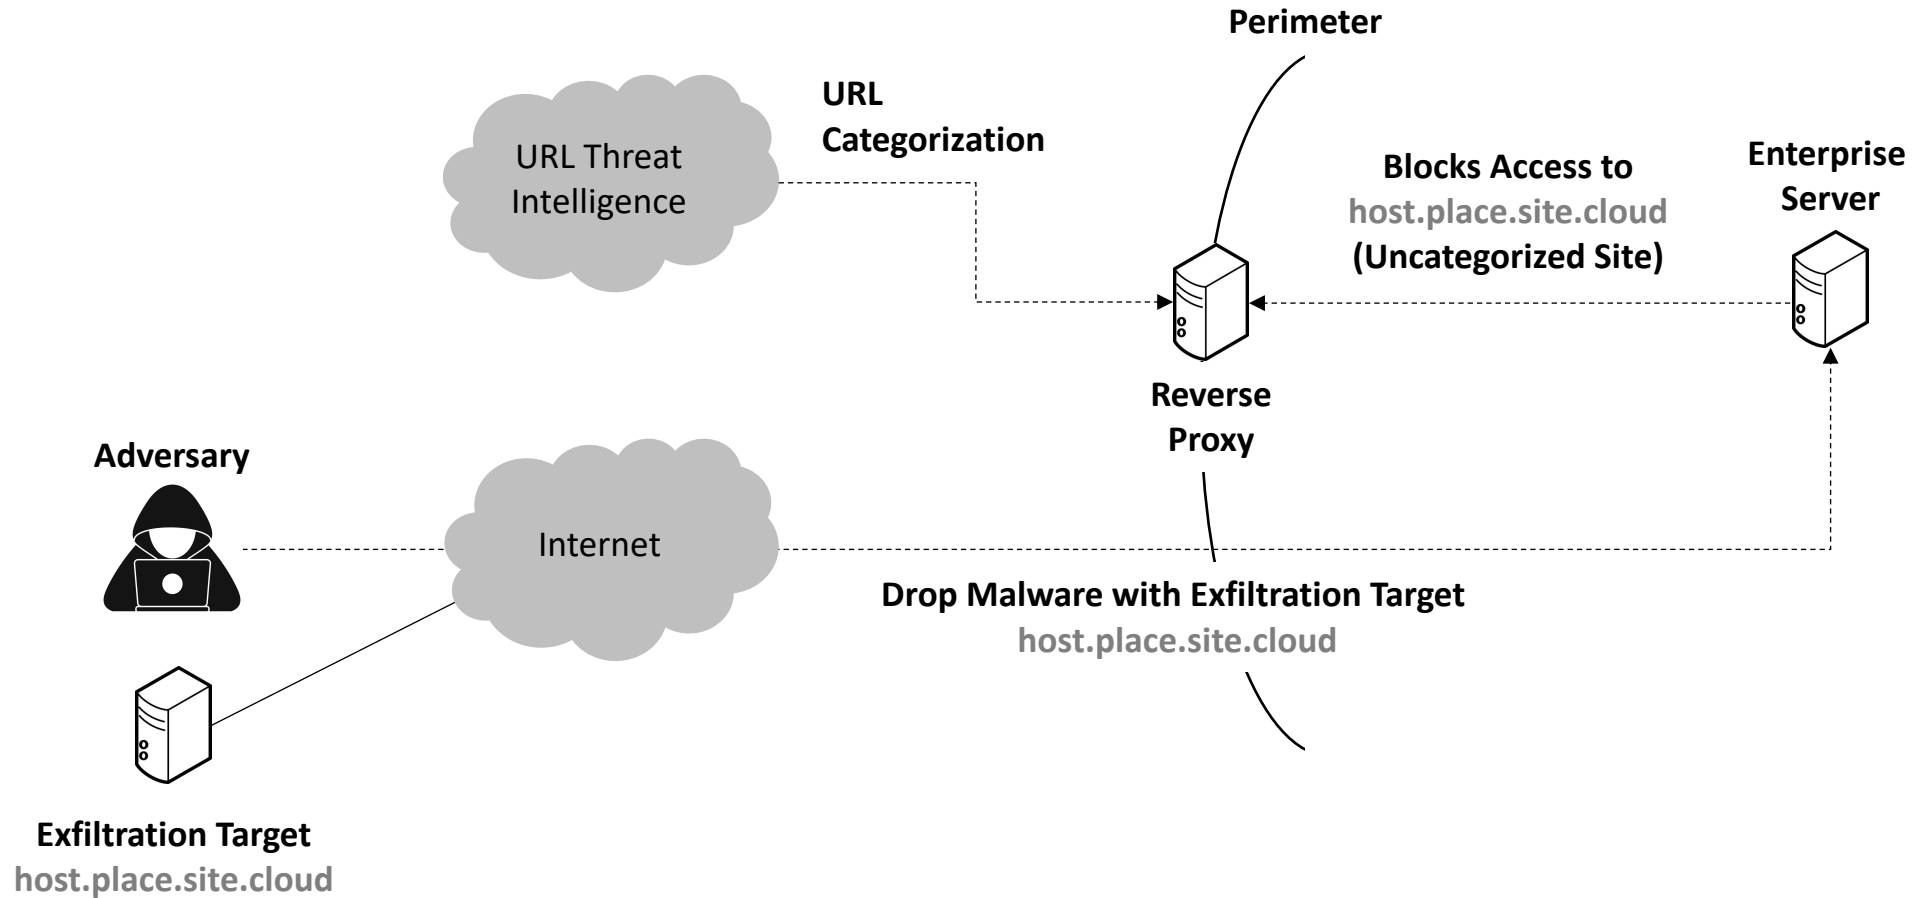 Perimeter
URL
Categorization
URL Threat
Intelligence
Blocks Access to
host.place.site.cloud
(Uncategorized Site)
Enterprise
Server
Reverse
Proxy
Adversary
Internet
Drop Malware with Exfiltration Target
host.place.site.cloud
Exfiltration Target
host.place.site.cloud